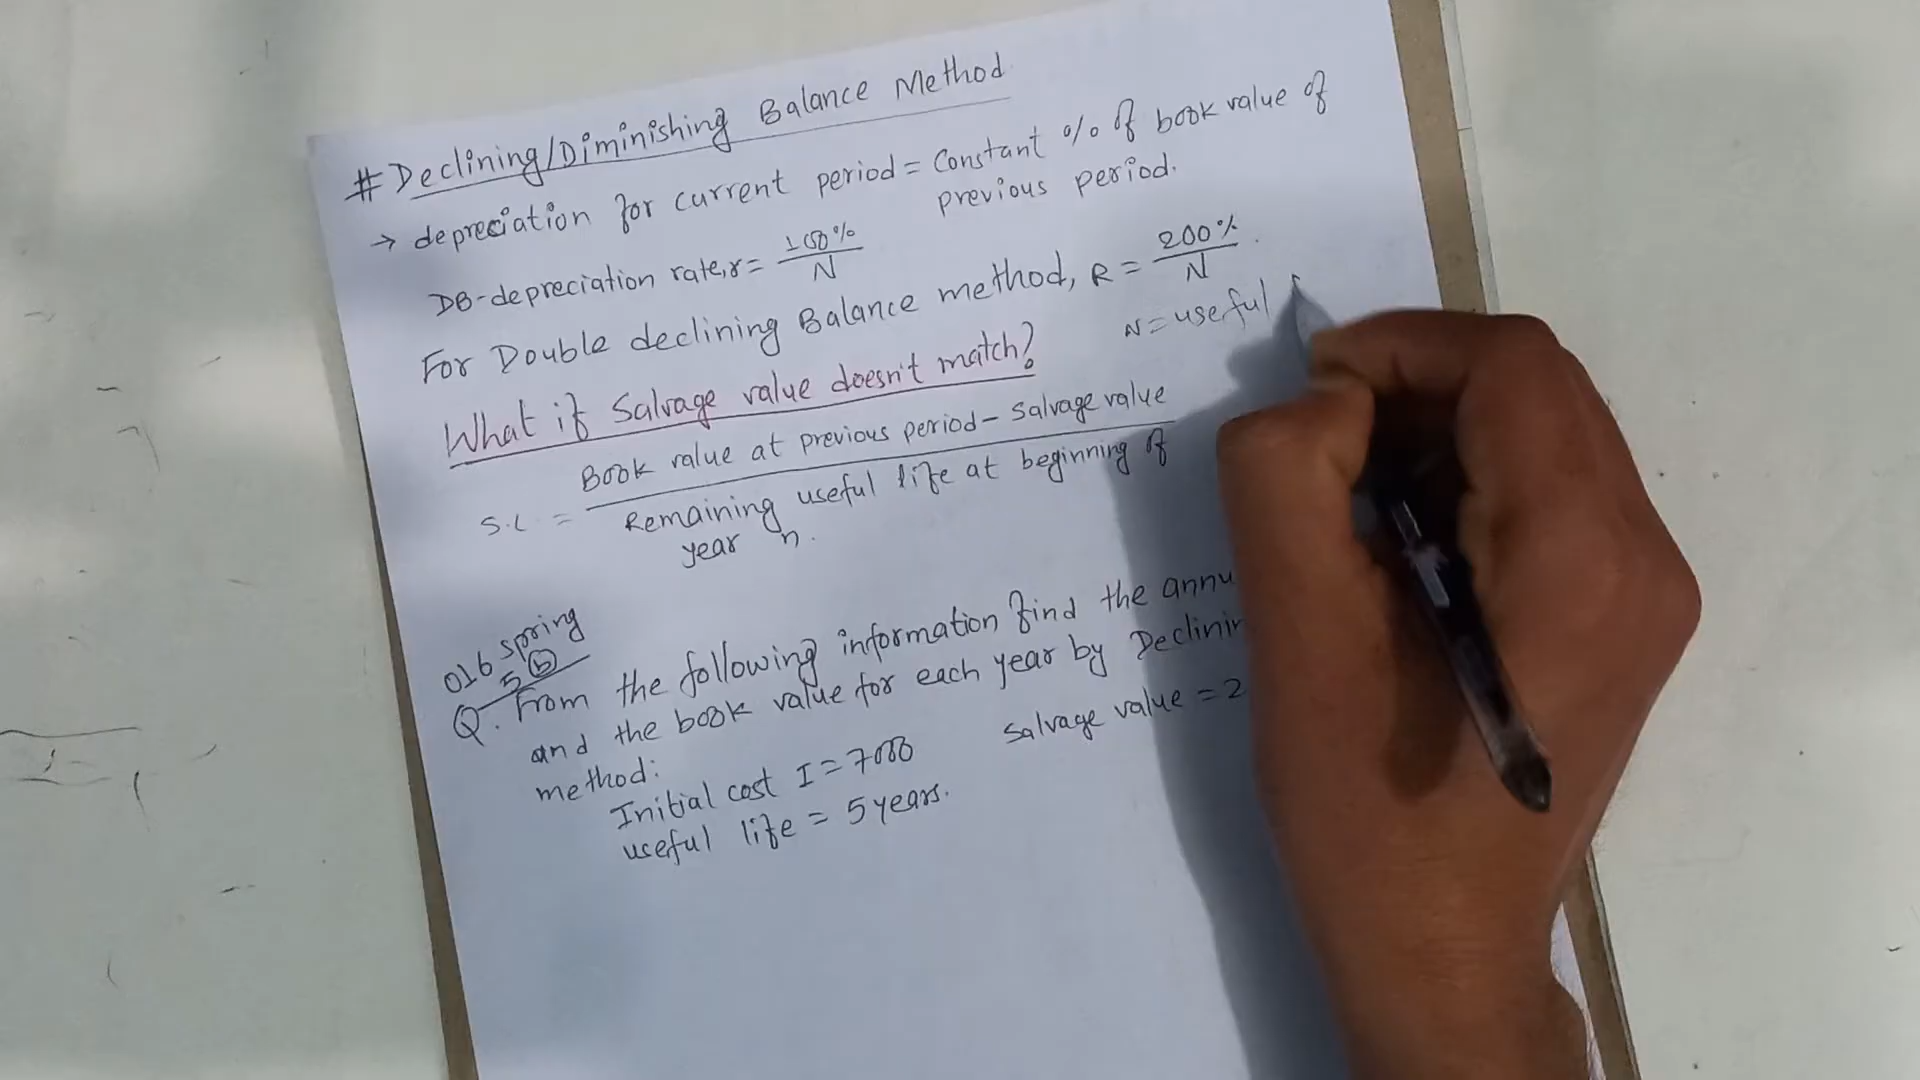 # Declining/Diminishing Balance Method
→ depreciation for current period = Constant % of book value of
previous period.
DB-depreciation rate, r = 100% / N
For Double declining Balance method, R = 200% / N
N = useful
What if Salvage value doesn't match?
S.L. = Book value at previous period - Salvage value
Remaining useful life at beginning of
year n.
016 spring
5 (b)
Q. From the following information find the annu
and the book value for each year by Declinin
method:
Initial cost I = 7000 Salvage value = 2
useful life = 5 years.